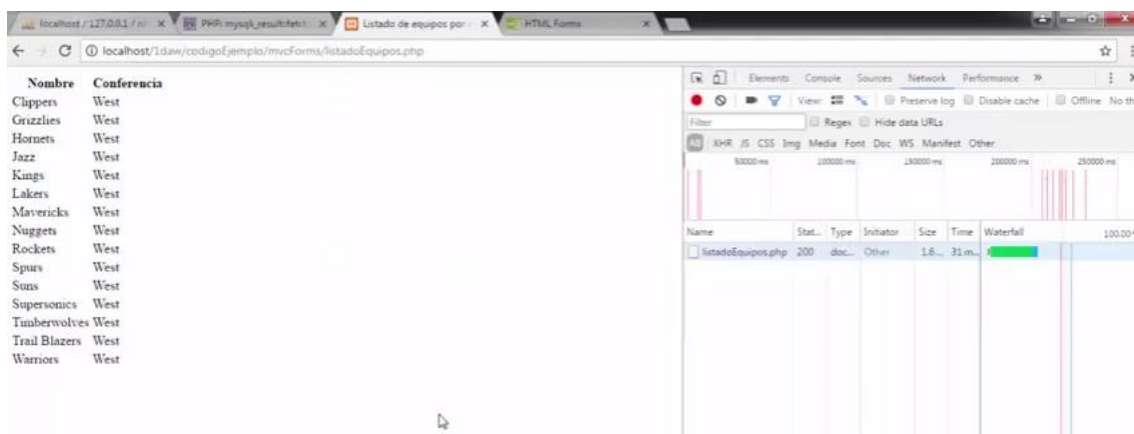 localhost / 127.0.0.1 /
PHP: mysqli_result::fetch
Listado de equipos por
HTML Forms
localhost/1daw/codigoEjemplo/mvcForms/listadoEquipos.php
Nombre Conferencia
Clippers West
Grizzlies West
Hornets West
Jazz West
Kings West
Lakers West
Mavericks West
Nuggets West
Rockets West
Spurs West
Suns West
Supersonics West
Timberwolves West
Trail Blazers West
Warriors West
Elements Console Sources Network Performance »
View: Preserve log Disable cache Offline No th
Filter Regex Hide data URLs
All XHR JS CSS Img Media Font Doc WS Manifest Other
50000 ms 100000 ms 150000 ms 200000 ms 250000 ms
Name Stat... Type Initiator Size Time Waterfall 100.00
listadoEquipos.php 200 doc... Other 1.6... 31 m...